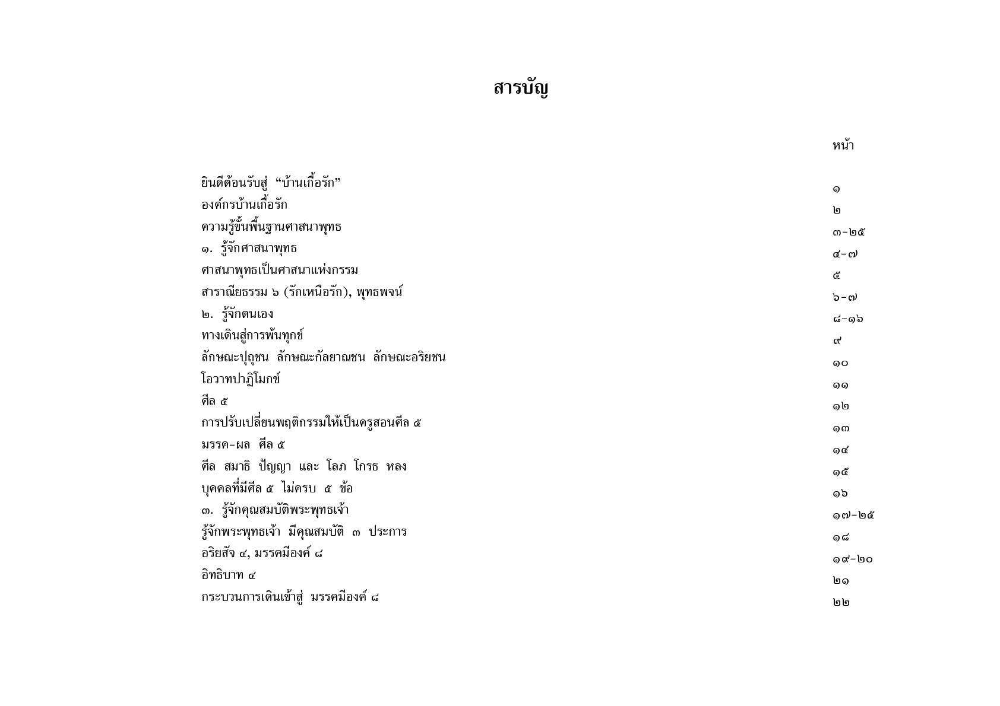 สารบัญ
หน้า
ยินดีต้อนรับสู่ “บ้านเกื้อรัก” ๑
องค์กรบ้านเกื้อรัก ๒
ความรู้ขั้นพื้นฐานศาสนาพุทธ ๓-๒๕
๑. รู้จักศาสนาพุทธ ๔-๗
ศาสนาพุทธเป็นศาสนาแห่งกรรม ๕
สาราณียธรรม ๖ (รักเหนือรัก), พุทธพจน์ ๖-๗
๒. รู้จักตนเอง ๘-๑๖
ทางเดินสู่การพ้นทุกข์ ๙
ลักษณะปุถุชน ลักษณะกัลยาณชน ลักษณะอริยชน ๑๐
โอวาทปาฏิโมกข์ ๑๑
ศีล ๕ ๑๒
การปรับเปลี่ยนพฤติกรรมให้เป็นครูสอนศีล ๕ ๑๓
มรรค-ผล ศีล ๕ ๑๔
ศีล สมาธิ ปัญญา และ โลภ โกรธ หลง ๑๕
บุคคลที่มีศีล ๕ ไม่ครบ ๕ ข้อ ๑๖
๓. รู้จักคุณสมบัติพระพุทธเจ้า ๑๗-๒๕
รู้จักพระพุทธเจ้า มีคุณสมบัติ ๓ ประการ ๑๘
อริยสัจ ๔, มรรคมีองค์ ๘ ๑๙-๒๐
อิทธิบาท ๔ ๒๑
กระบวนการเดินเข้าสู่ มรรคมีองค์ ๘ ๒๒